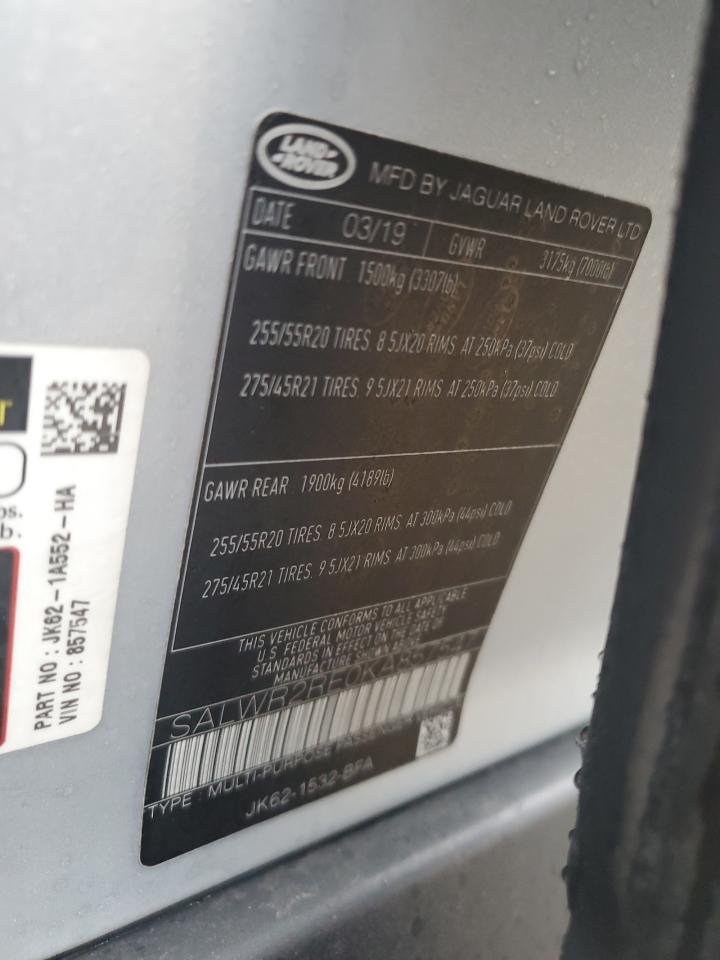 LAND
ROVER
MFD BY JAGUAR LAND ROVER LTD
DATE 03/19 GVWR 3175kg (7000lb)
GAWR FRONT 1500kg (3307lb)
255/55R20 TIRES 8 5JX20 RIMS AT 250kPa (37psi) COLD
275/45R21 TIRES 9 5JX21 RIMS AT 250kPa (37psi) COLD
GAWR REAR 1900kg (4189lb)
255/55R20 TIRES 8 5JX20 RIMS AT 300kPa (44psi) COLD
275/45R21 TIRES 9 5JX21 RIMS AT 300kPa (44psi) COLD
THIS VEHICLE CONFORMS TO ALL APPLICABLE
U.S. FEDERAL MOTOR VEHICLE SAFETY
STANDARDS IN EFFECT ON THE DATE OF
MANUFACTURE SHOWN ABOVE
TYPE : MULTI-PURPOSE PASSENGER
JK62-1532-BFA
PART NO : JK62-1A552-HA
VIN NO : 857547